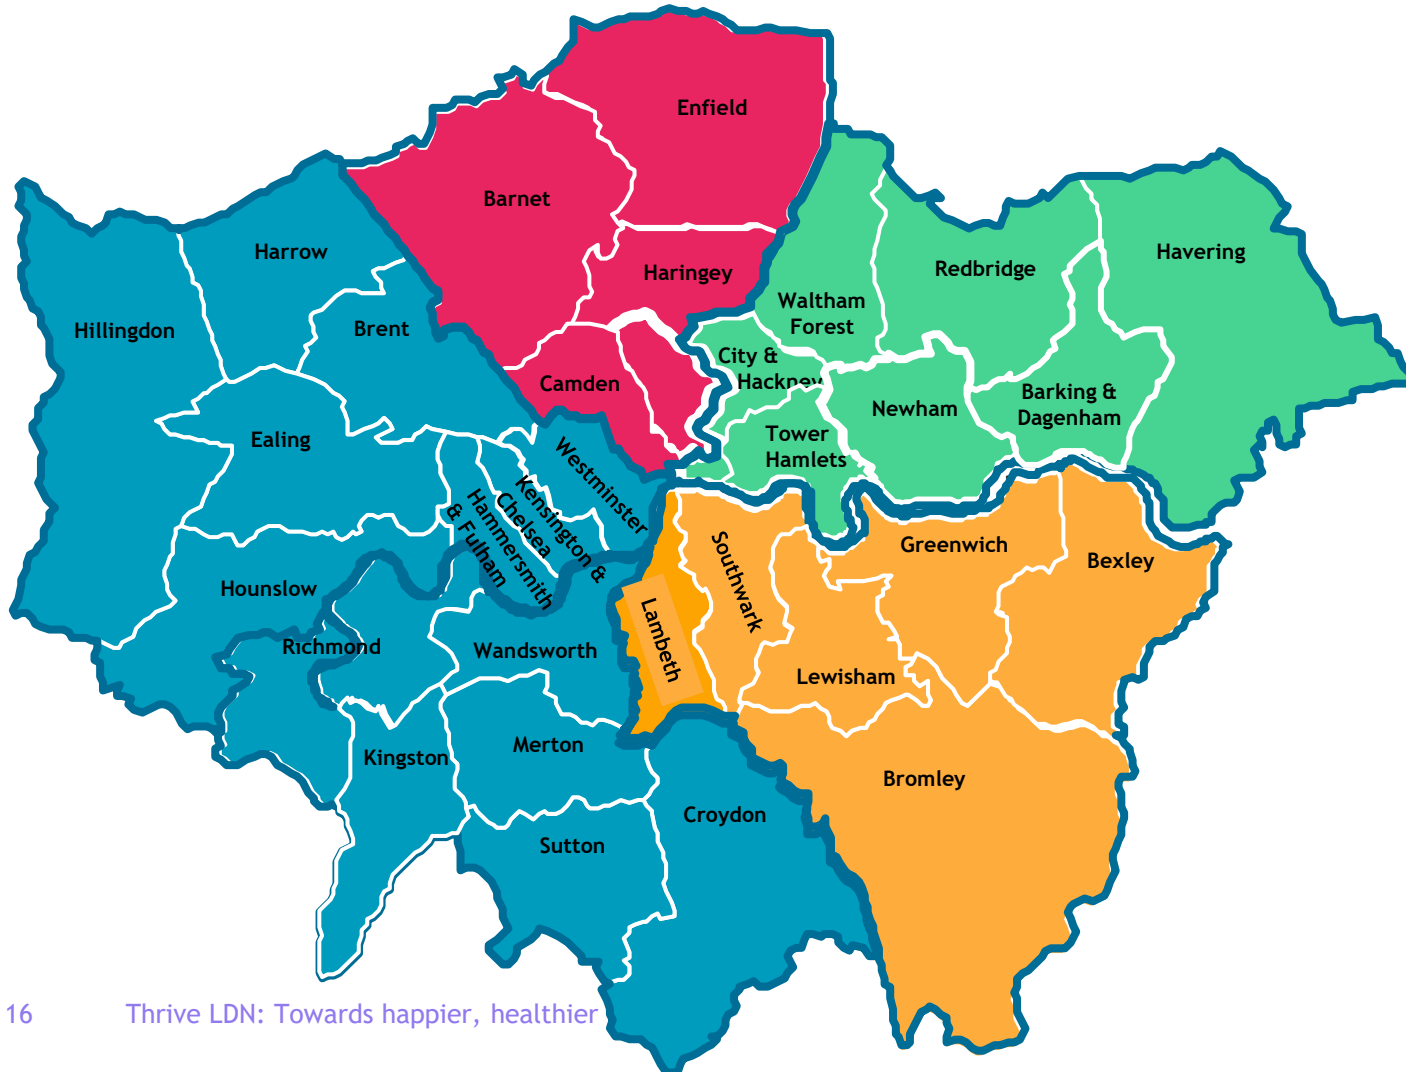 Enfield
Barnet
Harrow
Haringey
Redbridge
Havering
Hillingdon
Brent
Waltham
Forest
City &
Hackney
Camden
Newham
Barking &
Dagenham
Ealing
Tower
Hamlets
Westminster
Kensington &
Chelsea
Hammersmith
& Fulham
Hounslow
Southwark
Greenwich
Bexley
Richmond
Wandsworth
Lambeth
Lewisham
Kingston
Merton
Bromley
Croydon
Sutton
16 Thrive LDN: Towards happier, healthier